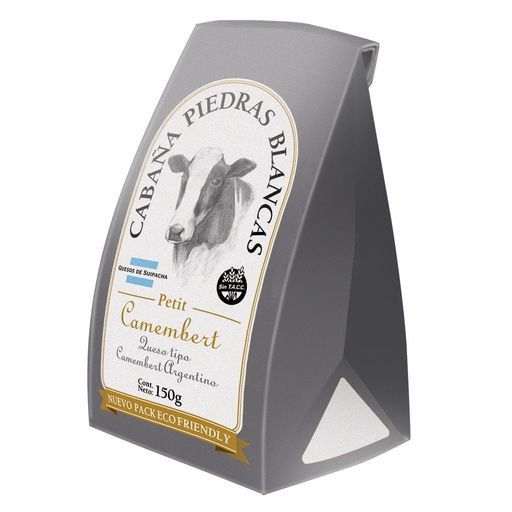 CABAÑA PIEDRAS BLANCAS
QUESOS DE SUIPACHA
Sin T.A.C.C.
Petit
Camembert
Queso tipo
Camembert Argentino
Cont.
Neto: 150g
NUEVO PACK ECO FRIENDLY